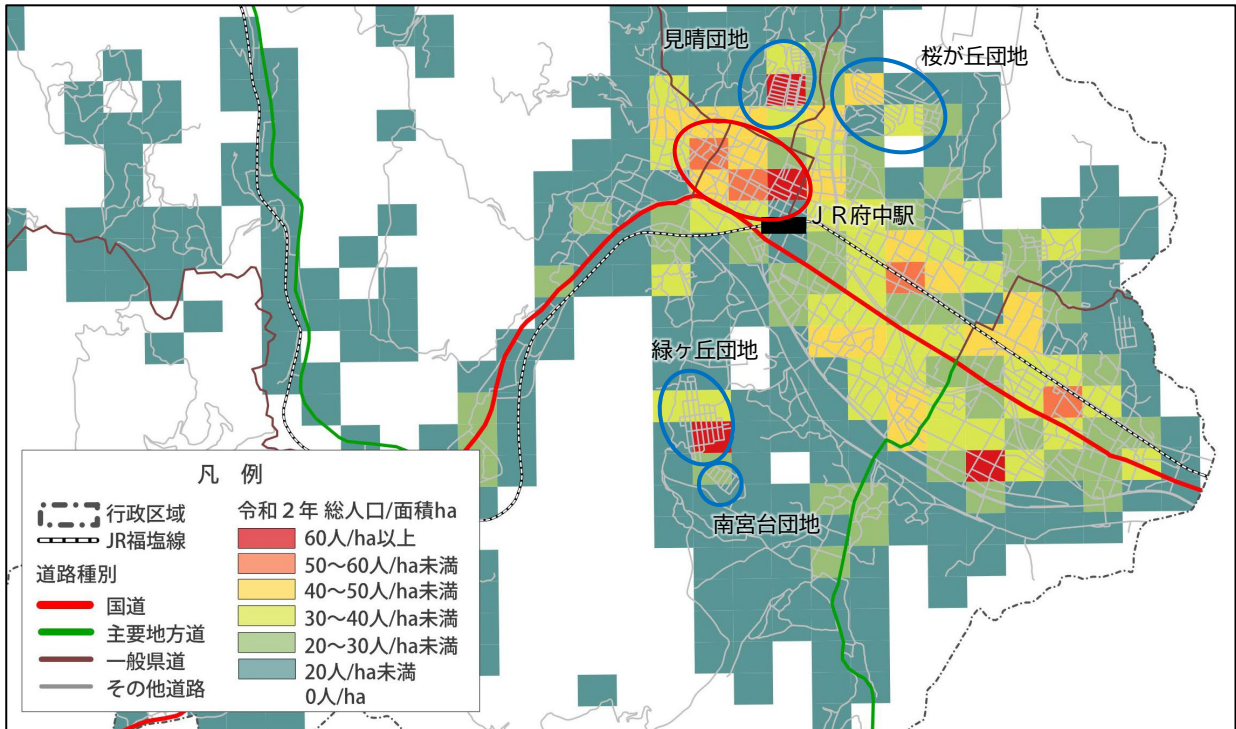 見晴団地
桜が丘団地
ＪＲ府中駅
緑ヶ丘団地
南宮台団地
凡　例
行政区域
JR福塩線
道路種別
国道
主要地方道
一般県道
その他道路
令和２年 総人口/面積ha
60人/ha以上
50～60人/ha未満
40～50人/ha未満
30～40人/ha未満
20～30人/ha未満
20人/ha未満
0人/ha